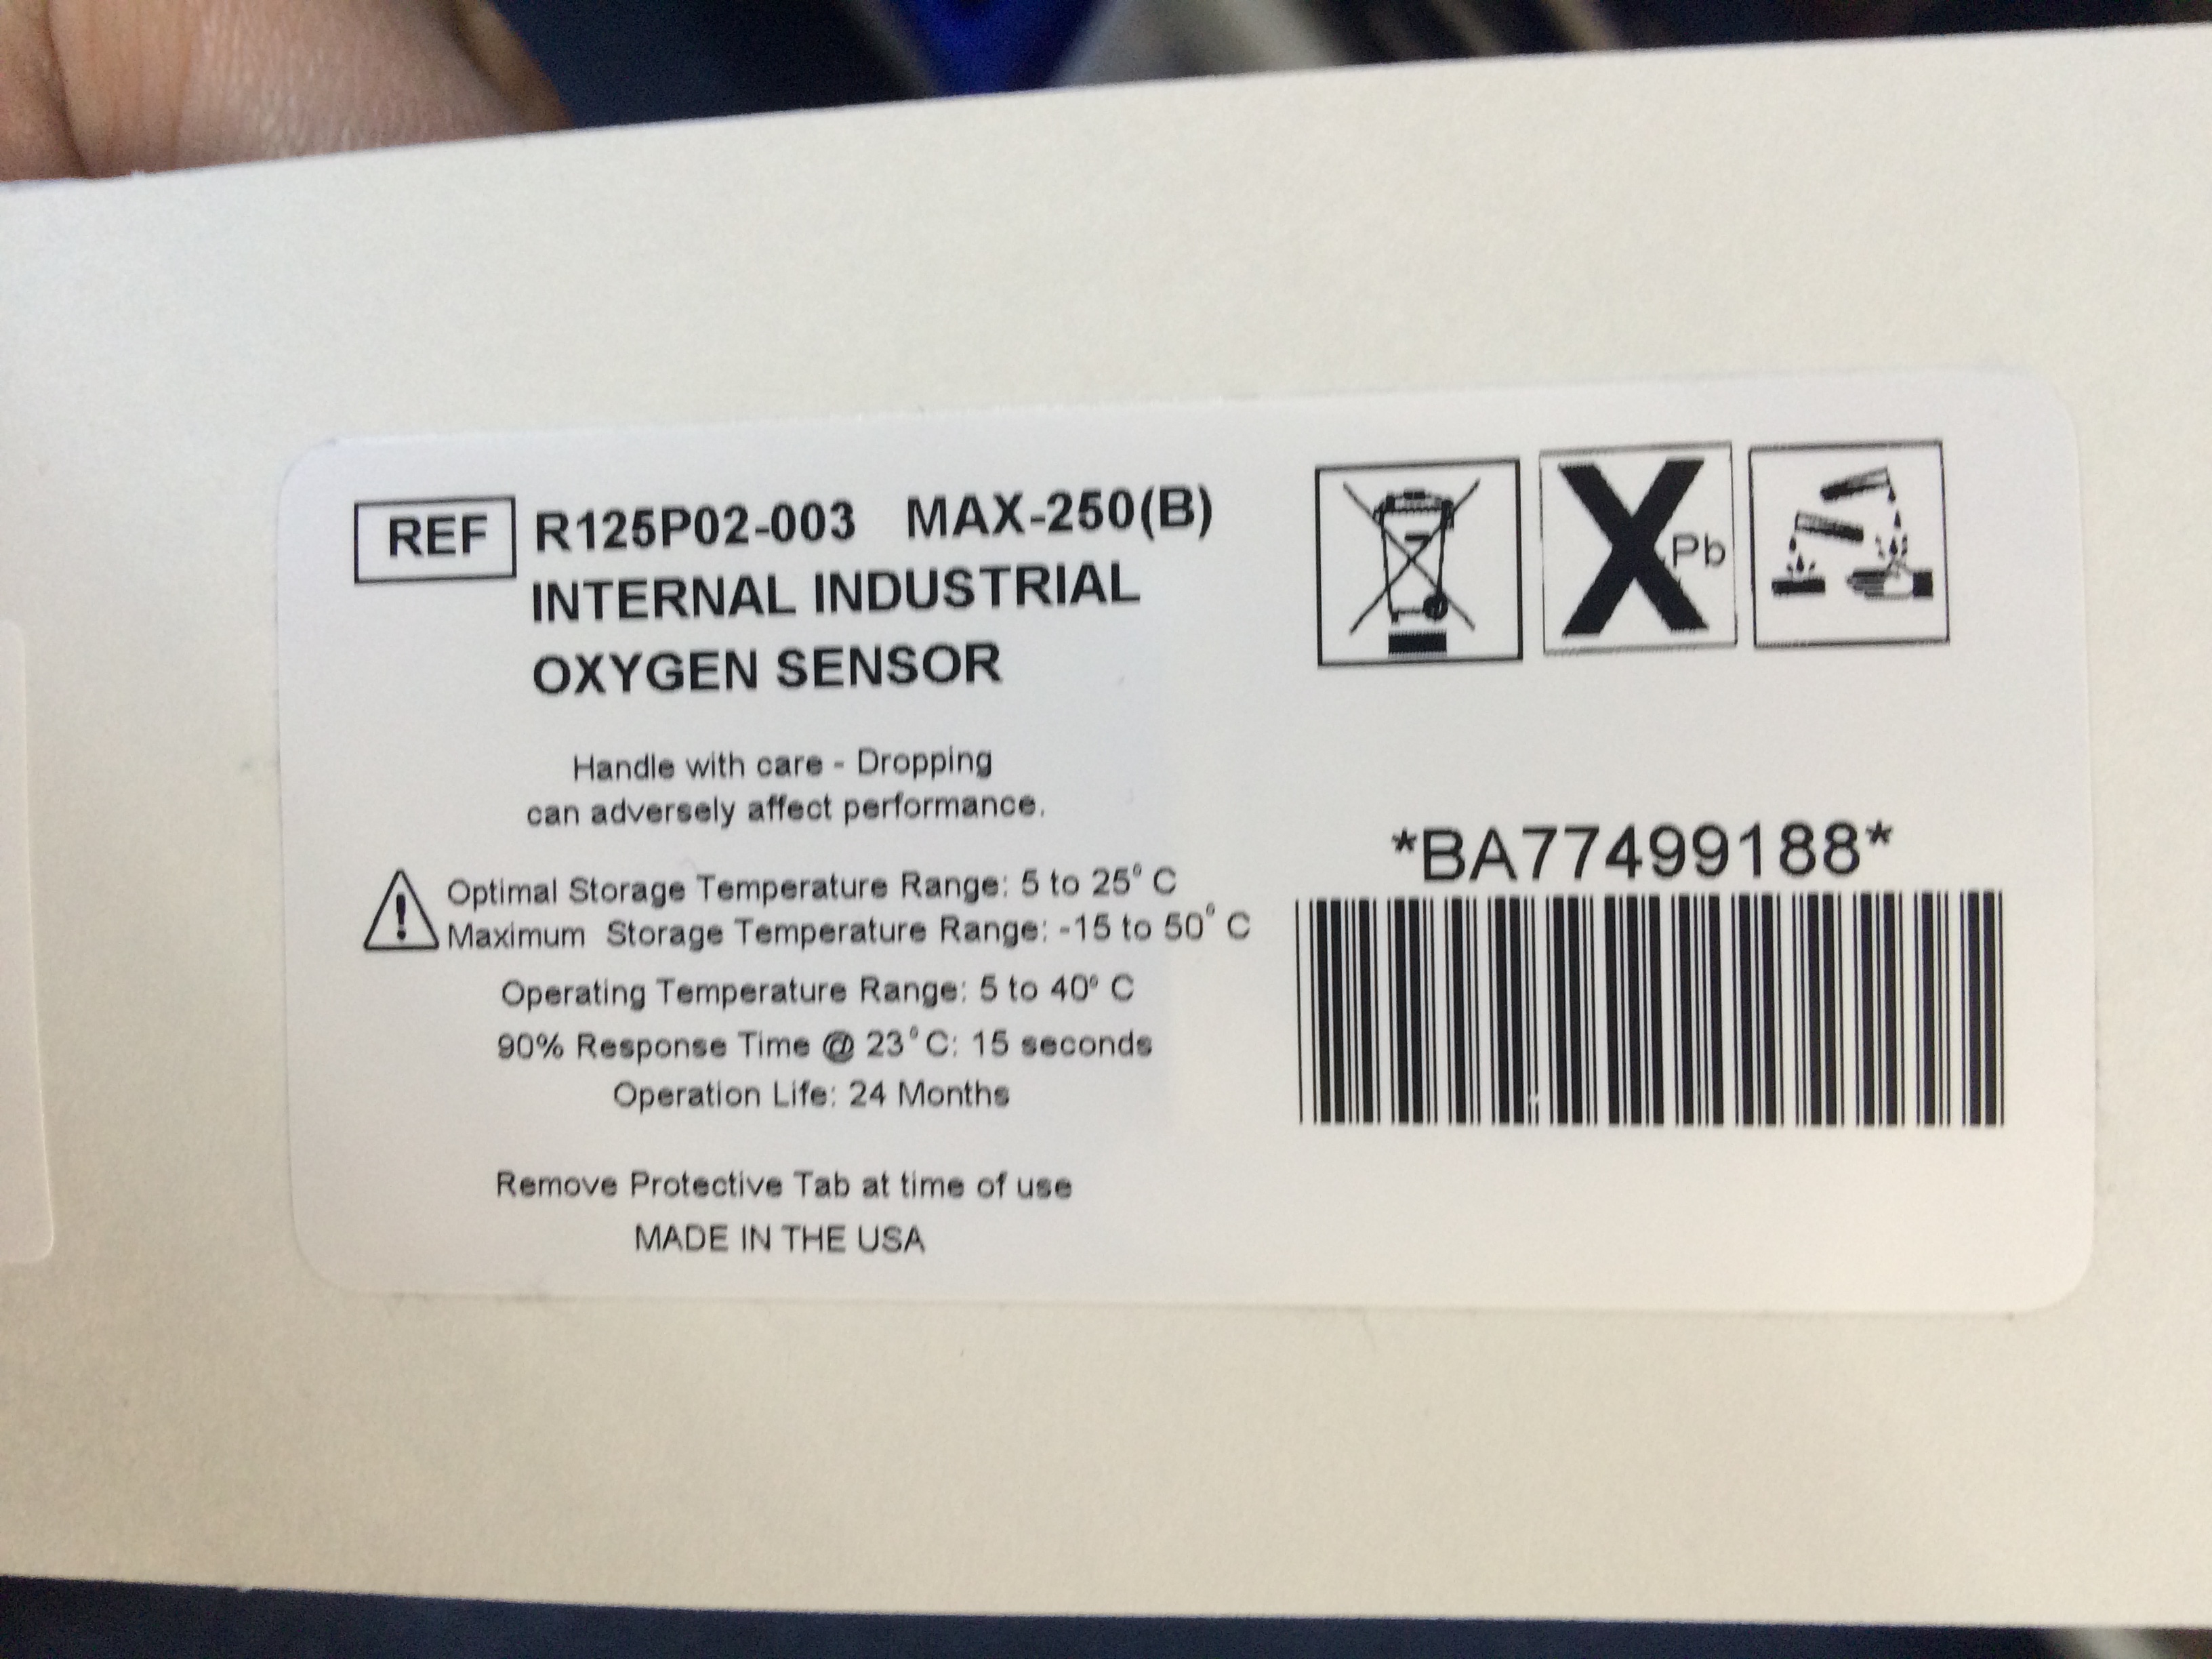 REF R125P02-003 MAX-250(B)
INTERNAL INDUSTRIAL
OXYGEN SENSOR
Handle with care - Dropping
can adversely affect performance.
Optimal Storage Temperature Range: 5 to 25° C
Maximum Storage Temperature Range: -15 to 50° C
Operating Temperature Range: 5 to 40° C
90% Response Time @ 23°C: 15 seconds
Operation Life: 24 Months
Remove Protective Tab at time of use
MADE IN THE USA
X Pb
*BA77499188*